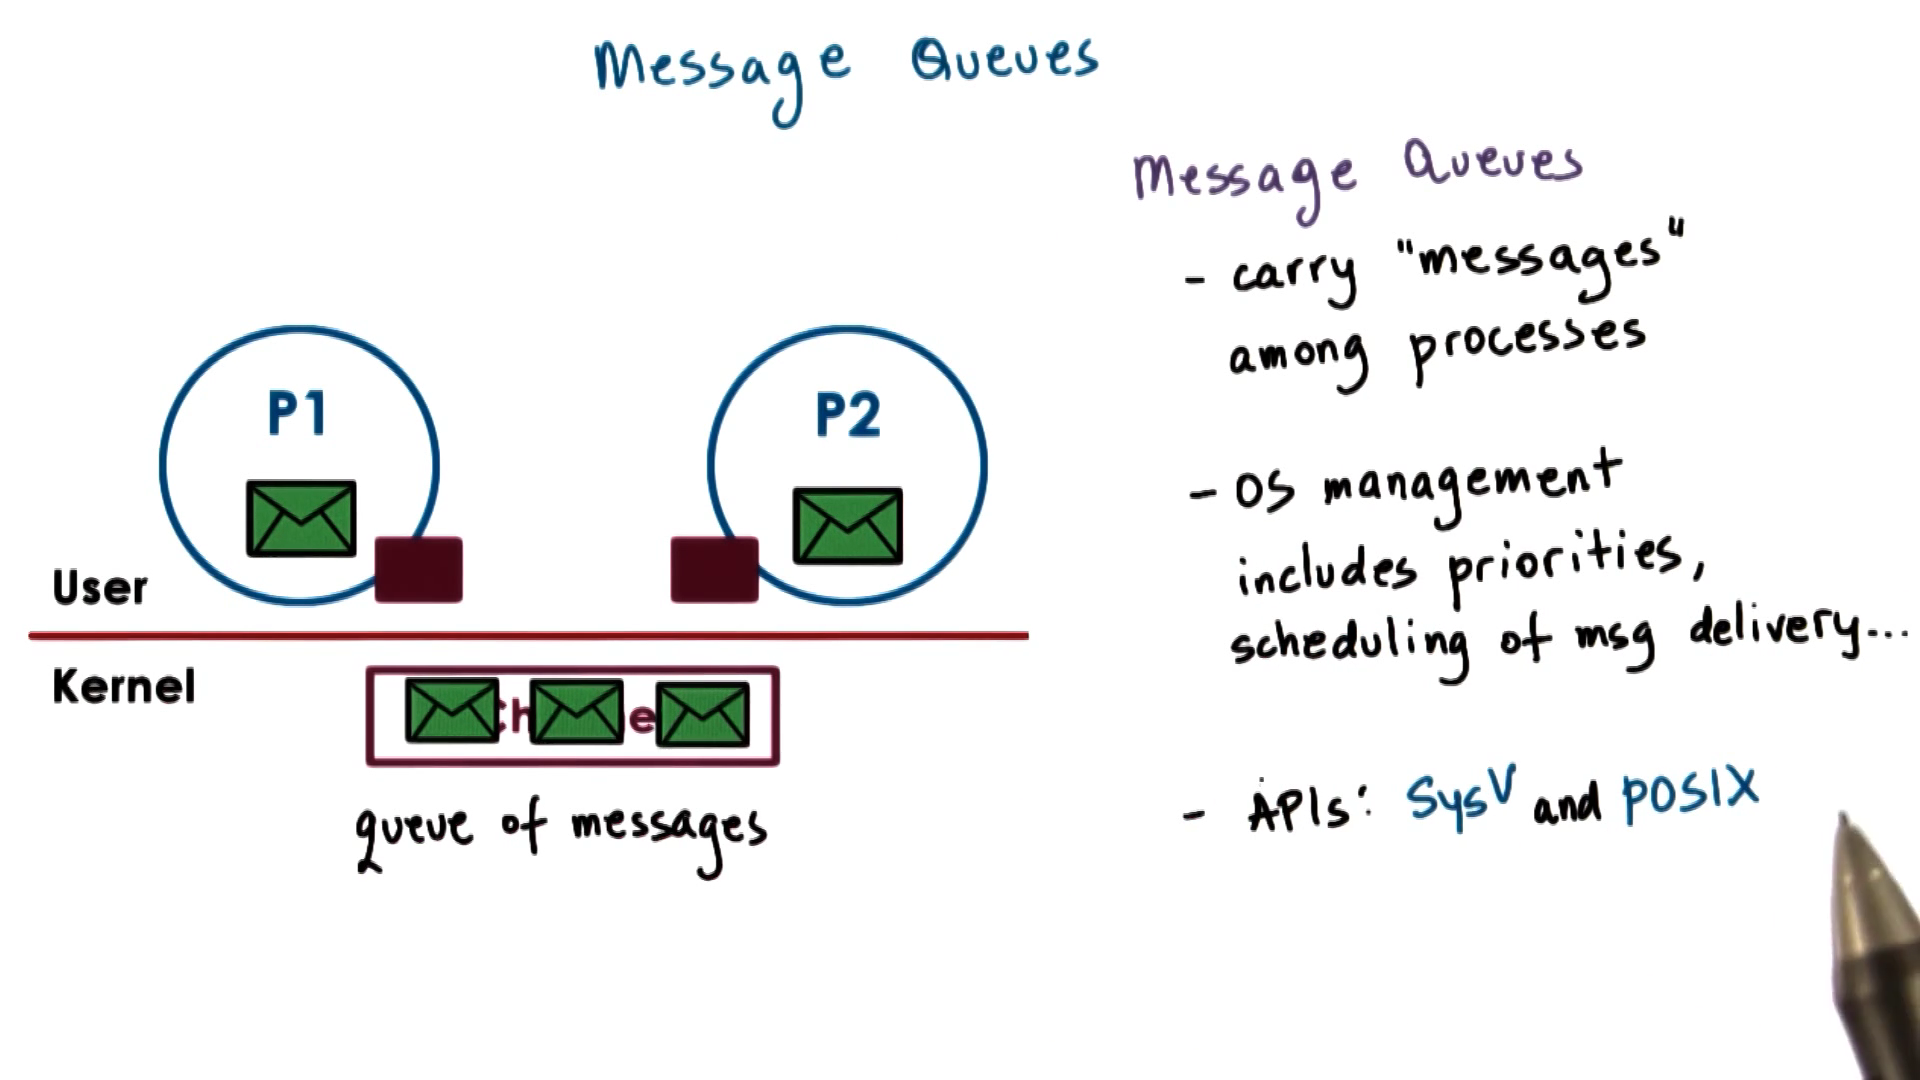 Message Queues
Message Queues
- carry "messages"
among processes
P1
P2
- OS management
includes priorities,
scheduling of msg delivery...
User
Kernel
- APIs: SysV and POSIX
queue of messages